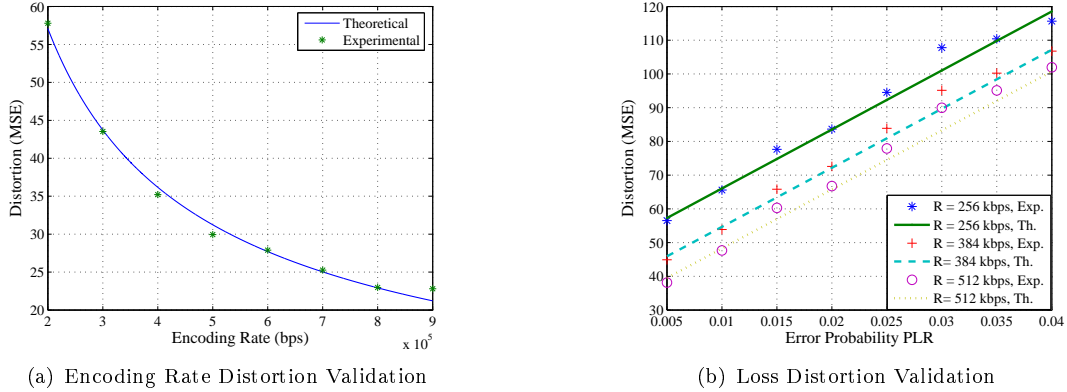 60
55
50
45
40
35
30
25
20
Distortion (MSE)
2 3 4 5 6 7 8 9
Encoding Rate (bps)
x 10^5
Theoretical
Experimental
(a) Encoding Rate Distortion Validation
120
110
100
90
80
70
60
50
40
30
Distortion (MSE)
0.005 0.01 0.015 0.02 0.025 0.03 0.035 0.04
Error Probability PLR
R = 256 kbps, Exp.
R = 256 kbps, Th.
R = 384 kbps, Exp.
R= 384 kbps, Th.
R = 512 kbps, Exp.
R= 512 kbps, Th.
(b) Loss Distortion Validation